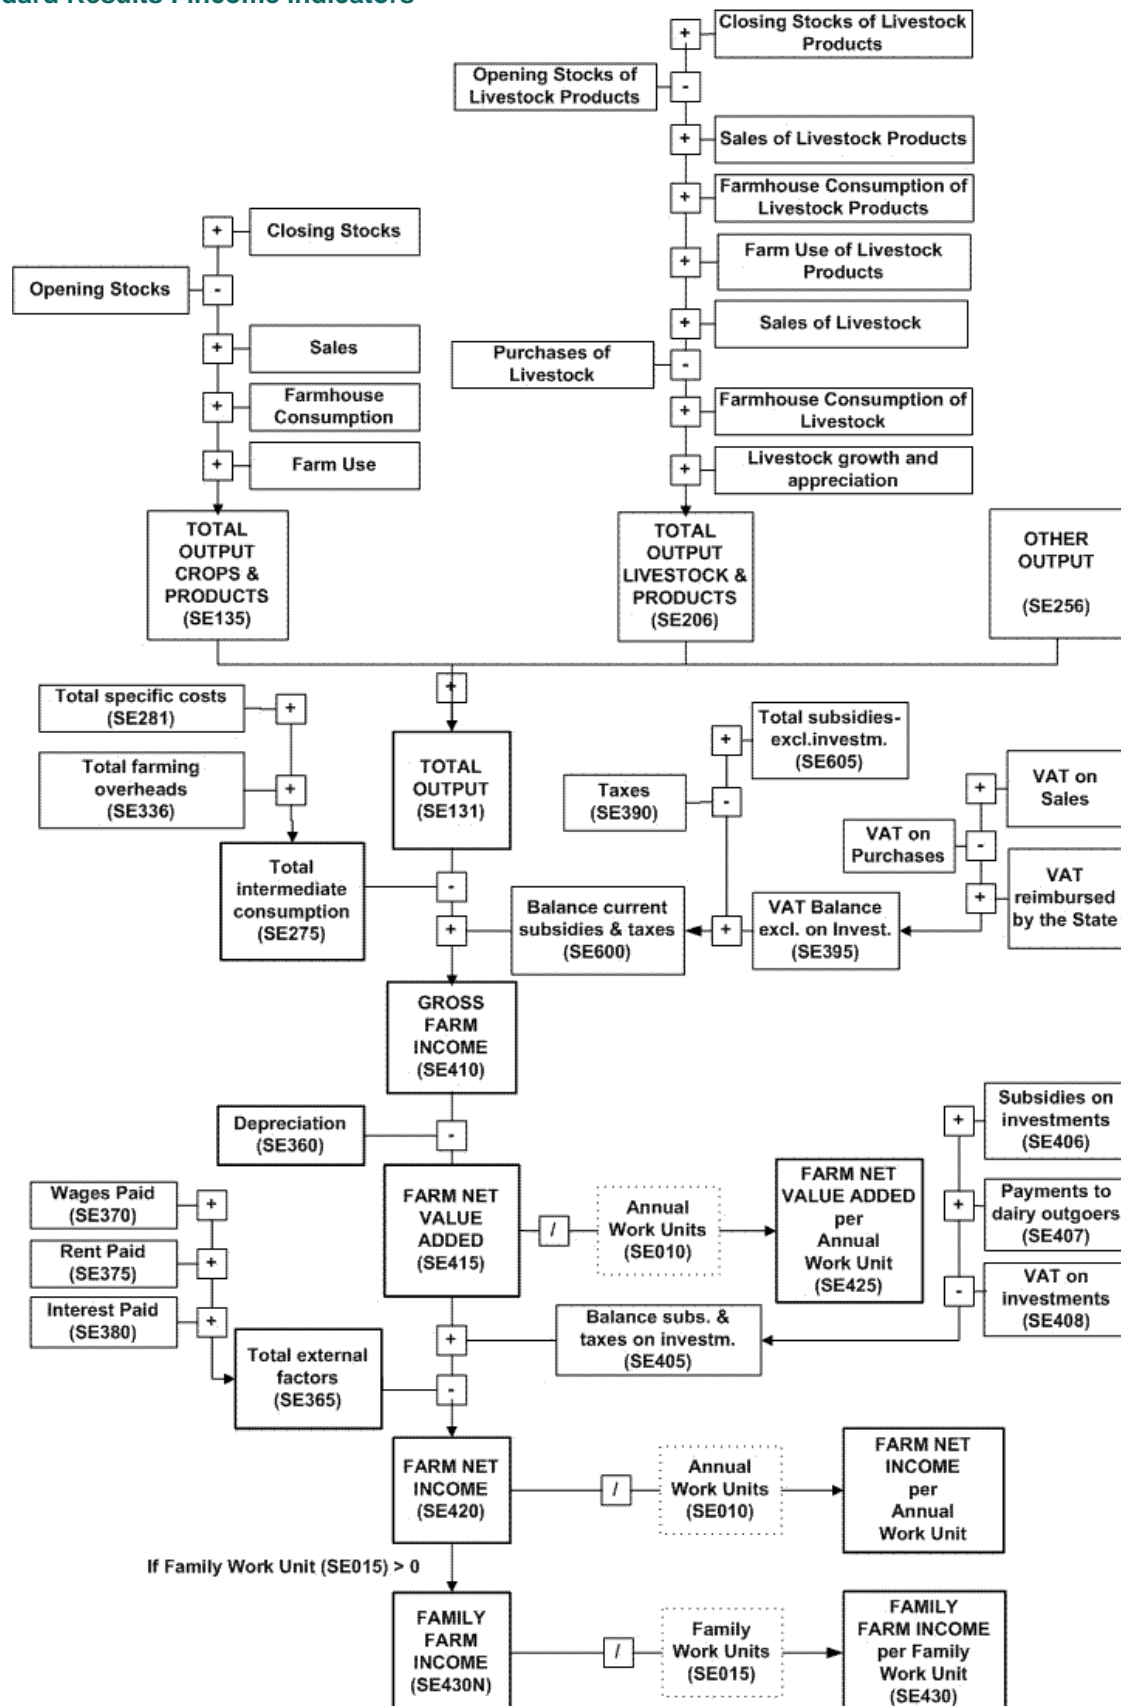 dard Results : Income Indicators
+
Closing Stocks of Livestock
Products
Opening Stocks of
Livestock Products
-
+
Sales of Livestock Products
+
Farmhouse Consumption of
Livestock Products
+
Closing Stocks
+
Farm Use of Livestock
Products
Opening Stocks
-
+
Sales of Livestock
+
Sales
Purchases of
Livestock
-
+
Farmhouse
Consumption
+
Farmhouse Consumption of
Livestock
+
Farm Use
+
Livestock growth and
appreciation
TOTAL
OUTPUT
CROPS &
PRODUCTS
(SE135)
TOTAL
OUTPUT
LIVESTOCK &
PRODUCTS
(SE206)
OTHER
OUTPUT
(SE256)
+
Total specific costs
(SE281)
+
Total farming
overheads
(SE336)
+
TOTAL
OUTPUT
(SE131)
+
Total subsidies-
excl.investm.
(SE605)
Taxes
(SE390)
-
+
VAT on
Sales
VAT on
Purchases
-
+
VAT
reimbursed
by the State
Total
intermediate
consumption
(SE275)
-
+
Balance current
subsidies & taxes
(SE600)
+
VAT Balance
excl. on Invest.
(SE395)
GROSS
FARM
INCOME
(SE410)
Depreciation
(SE360)
-
+
Subsidies on
investments
(SE406)
+
Payments to
dairy outgoers
(SE407)
-
VAT on
investments
(SE408)
Wages Paid
(SE370)
+
Rent Paid
(SE375)
+
Interest Paid
(SE380)
+
FARM NET
VALUE
ADDED
(SE415)
/
Annual
Work Units
(SE010)
FARM NET
VALUE ADDED
per
Annual
Work Unit
(SE425)
+
Balance subs. &
taxes on investm.
(SE405)
Total external
factors
(SE365)
-
FARM NET
INCOME
(SE420)
/
Annual
Work Units
(SE010)
FARM NET
INCOME
per
Annual
Work Unit
If Family Work Unit (SE015) > 0
FAMILY
FARM
INCOME
(SE430N)
/
Family
Work Units
(SE015)
FAMILY
FARM INCOME
per Family
Work Unit
(SE430)